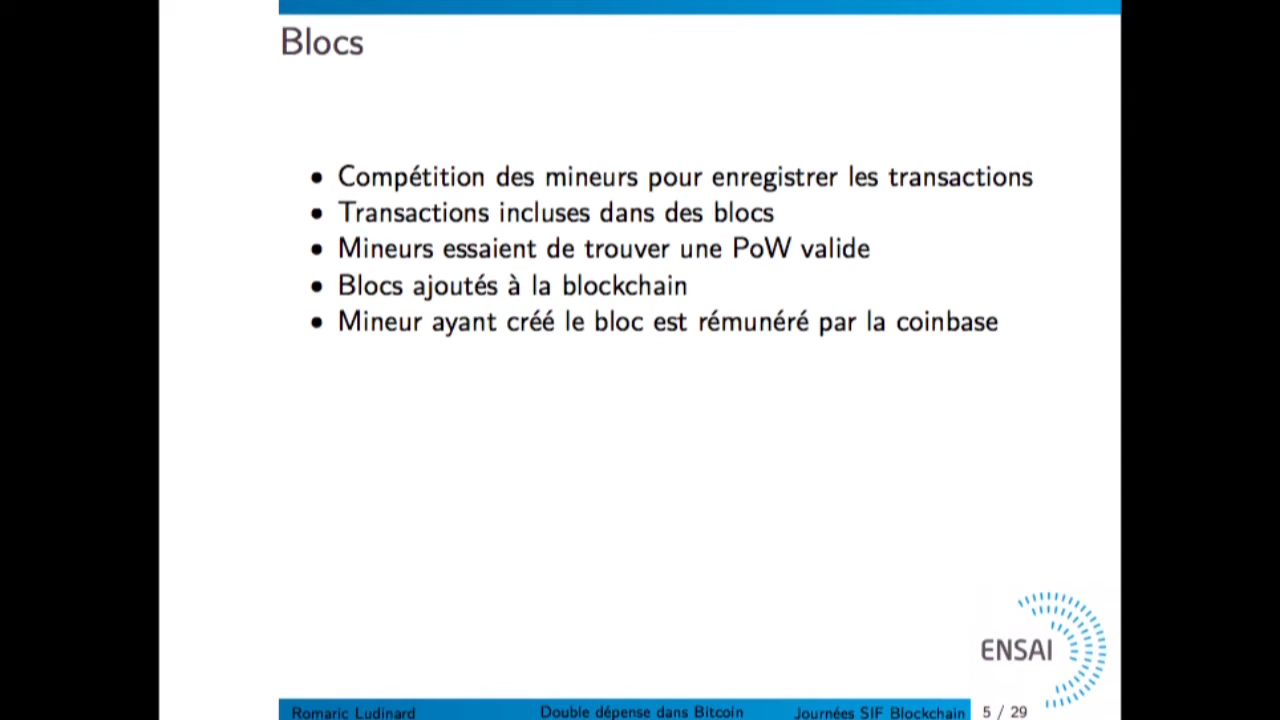 Blocs
• Compétition des mineurs pour enregistrer les transactions
• Transactions incluses dans des blocs
• Mineurs essaient de trouver une PoW valide
• Blocs ajoutés à la blockchain
• Mineur ayant créé le bloc est rémunéré par la coinbase
ENSAI
Romaric Ludinard Double dépense dans Bitcoin Journées SIF Blockchain 5 / 29